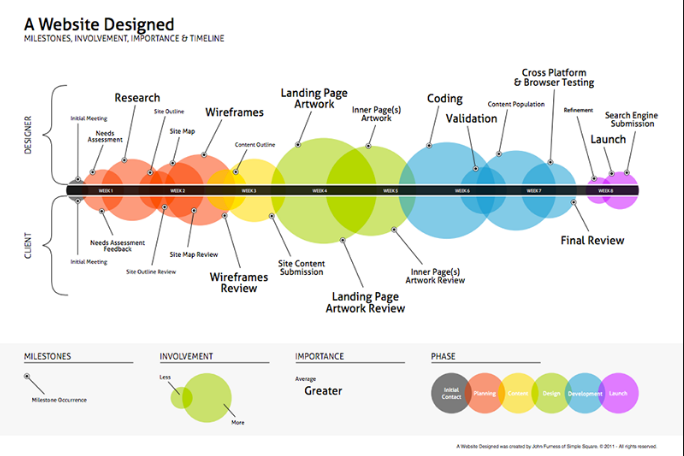 A Website Designed
MILESTONES, INVOLVEMENT, IMPORTANCE & TIMELINE
DESIGNER
Initial Meeting
Needs
Assessment
Research
Site Outline
Site Map
Wireframes
Content Outline
Landing Page
Artwork
Inner Page(s)
Artwork
Coding
Validation
Content Population
Cross Platform
& Browser Testing
Refinement
Launch
Search Engine
Submission
WEEK 1
WEEK 2
WEEK 3
WEEK 4
WEEK 5
WEEK 6
WEEK 7
WEEK 8
CLIENT
Initial Meeting
Needs Assessment
Feedback
Site Outline Review
Site Map Review
Wireframes
Review
Site Content
Submission
Landing Page
Artwork Review
Inner Page(s)
Artwork Review
Final Review
MILESTONES
Milestone Occurrence
INVOLVEMENT
Less
More
IMPORTANCE
Average
Greater
PHASE
Initial
Contact
Planning
Content
Design
Development
Launch
A Website Designed was created by John Furness of Simple Square. © 2011 - All rights reserved.